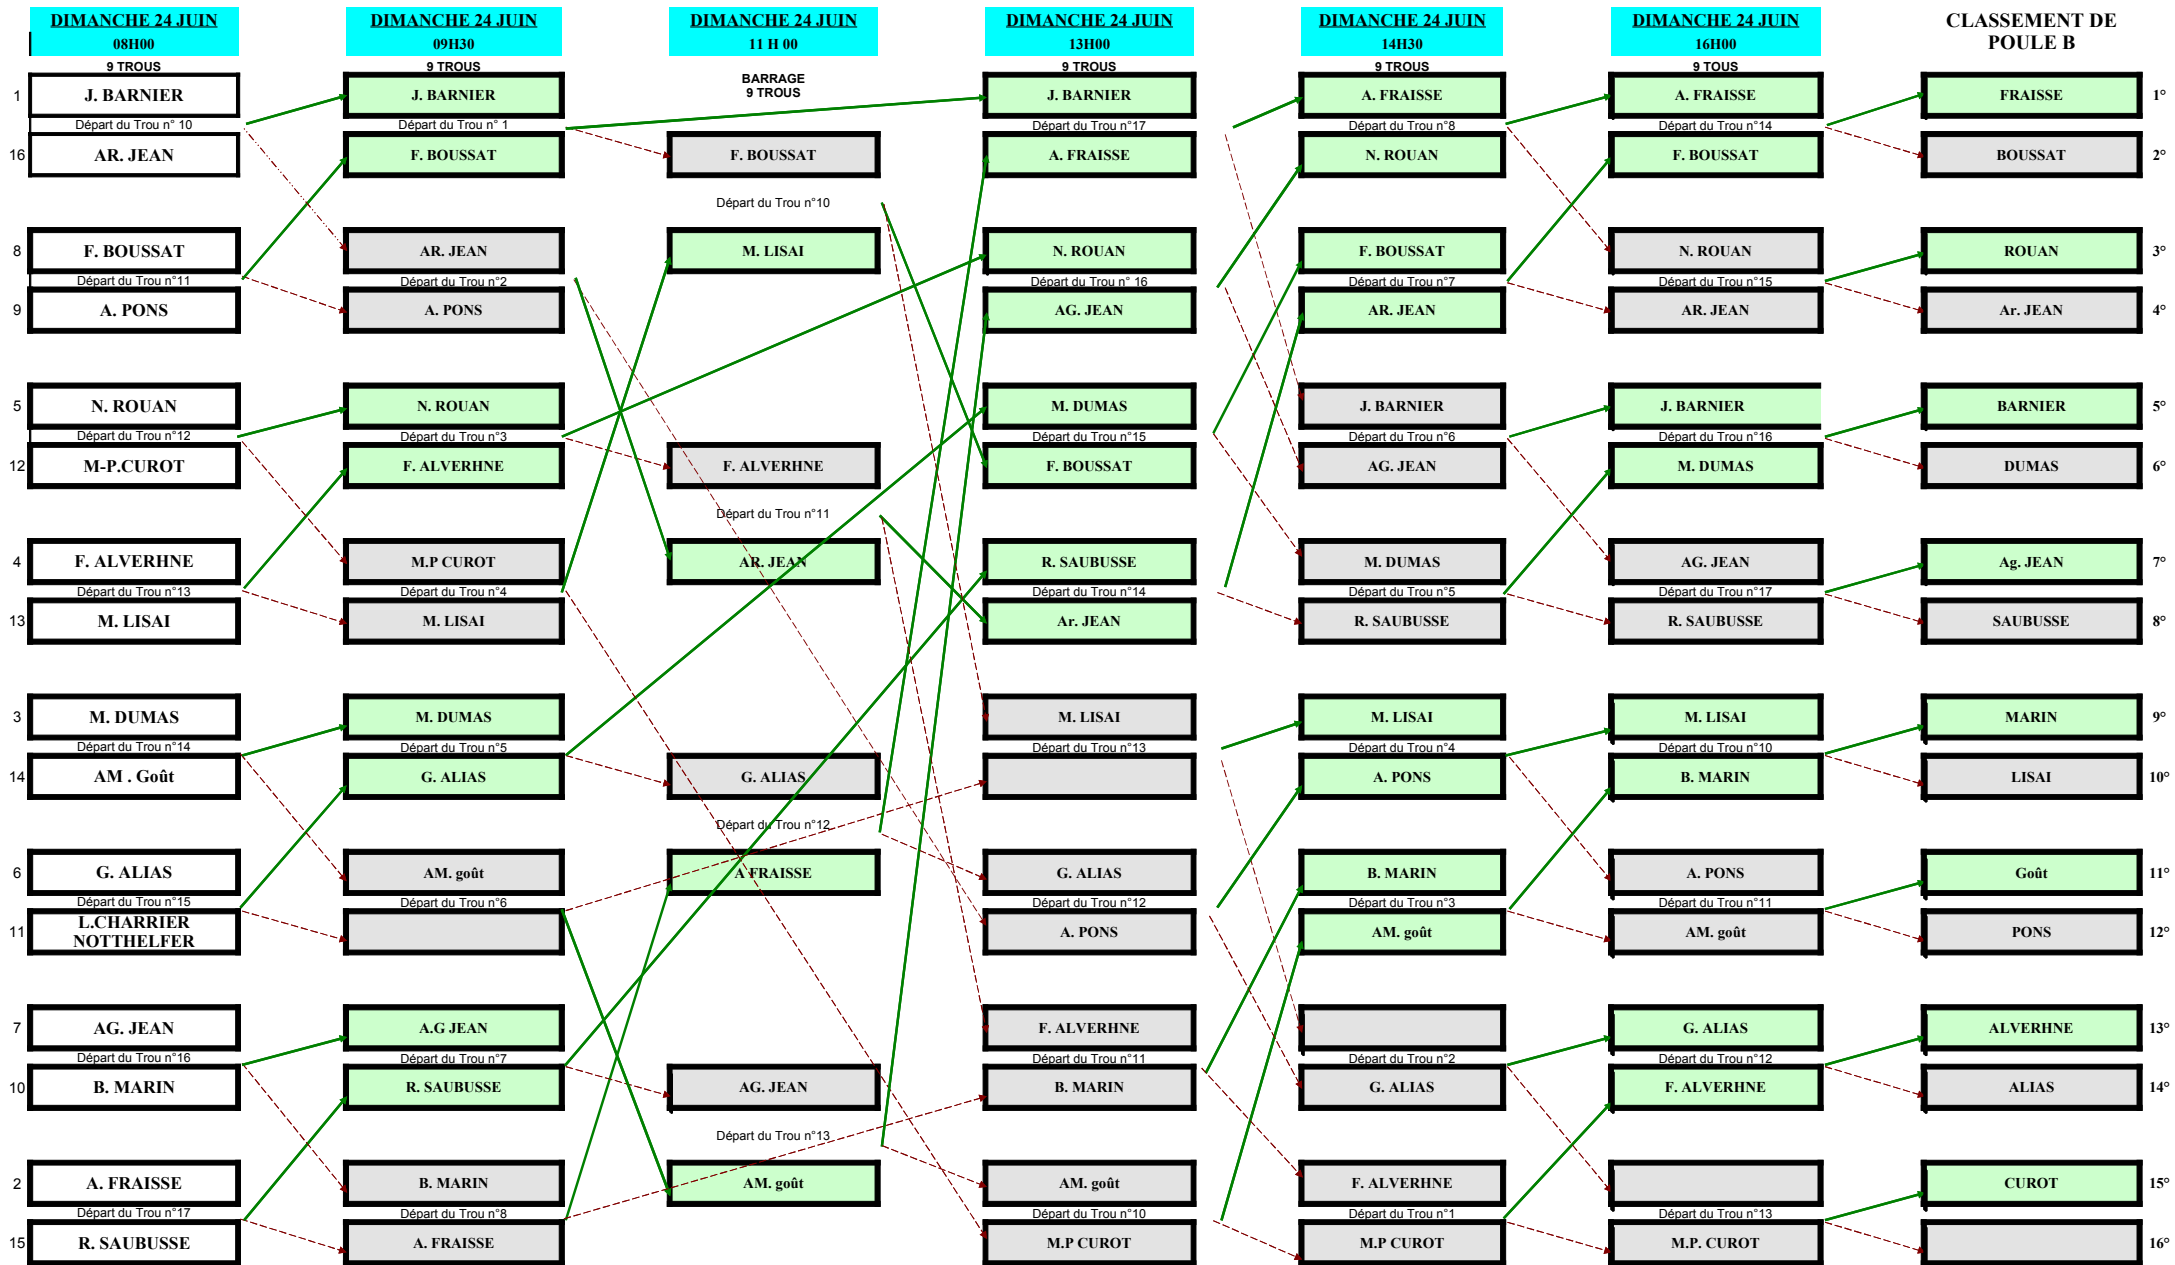 DIMANCHE 24 JUIN
08H00
9 TROUS
1
J. BARNIER
Départ du Trou n° 10
16
AR. JEAN
8
F. BOUSSAT
Départ du Trou n°11
9
A. PONS
5
N. ROUAN
Départ du Trou n°12
12
M-P.CUROT
4
F. ALVERHNE
Départ du Trou n°13
13
M. LISAI
3
M. DUMAS
Départ du Trou n°14
14
AM . Goût
6
G. ALIAS
Départ du Trou n°15
11
L.CHARRIER
NOTTHELFER
7
AG. JEAN
Départ du Trou n°16
10
B. MARIN
2
A. FRAISSE
Départ du Trou n°17
15
R. SAUBUSSE
DIMANCHE 24 JUIN
09H30
9 TROUS
J. BARNIER
Départ du Trou n° 1
F. BOUSSAT
AR. JEAN
Départ du Trou n°2
A. PONS
N. ROUAN
Départ du Trou n°3
F. ALVERHNE
M.P CUROT
Départ du Trou n°4
M. LISAI
M. DUMAS
Départ du Trou n°5
G. ALIAS
AM. goût
Départ du Trou n°6
A.G JEAN
Départ du Trou n°7
R. SAUBUSSE
B. MARIN
Départ du Trou n°8
A. FRAISSE
DIMANCHE 24 JUIN
11 H 00
BARRAGE
9 TROUS
F. BOUSSAT
Départ du Trou n°10
M. LISAI
F. ALVERHNE
Départ du Trou n°11
AR. JEAN
G. ALIAS
Départ du Trou n°12
A FRAISSE
AG. JEAN
Départ du Trou n°13
AM. goût
DIMANCHE 24 JUIN
13H00
9 TROUS
J. BARNIER
Départ du Trou n°17
A. FRAISSE
N. ROUAN
Départ du Trou n° 16
AG. JEAN
M. DUMAS
Départ du Trou n°15
F. BOUSSAT
R. SAUBUSSE
Départ du Trou n°14
Ar. JEAN
M. LISAI
Départ du Trou n°13
G. ALIAS
Départ du Trou n°12
A. PONS
F. ALVERHNE
Départ du Trou n°11
B. MARIN
AM. goût
Départ du Trou n°10
M.P CUROT
DIMANCHE 24 JUIN
14H30
9 TROUS
A. FRAISSE
Départ du Trou n°8
N. ROUAN
F. BOUSSAT
Départ du Trou n°7
AR. JEAN
J. BARNIER
Départ du Trou n°6
AG. JEAN
M. DUMAS
Départ du Trou n°5
R. SAUBUSSE
M. LISAI
Départ du Trou n°4
A. PONS
B. MARIN
Départ du Trou n°3
AM. goût
Départ du Trou n°2
G. ALIAS
F. ALVERHNE
Départ du Trou n°1
M.P CUROT
DIMANCHE 24 JUIN
16H00
9 TOUS
A. FRAISSE
Départ du Trou n°14
F. BOUSSAT
N. ROUAN
Départ du Trou n°15
AR. JEAN
J. BARNIER
Départ du Trou n°16
M. DUMAS
AG. JEAN
Départ du Trou n°17
R. SAUBUSSE
M. LISAI
Départ du Trou n°10
B. MARIN
A. PONS
Départ du Trou n°11
AM. goût
G. ALIAS
Départ du Trou n°12
F. ALVERHNE
Départ du Trou n°13
M.P. CUROT
CLASSEMENT DE
POULE B
FRAISSE 1°
BOUSSAT 2°
ROUAN 3°
Ar. JEAN 4°
BARNIER 5°
DUMAS 6°
Ag. JEAN 7°
SAUBUSSE 8°
MARIN 9°
LISAI 10°
Goût 11°
PONS 12°
ALVERHNE 13°
ALIAS 14°
CUROT 15°
16°